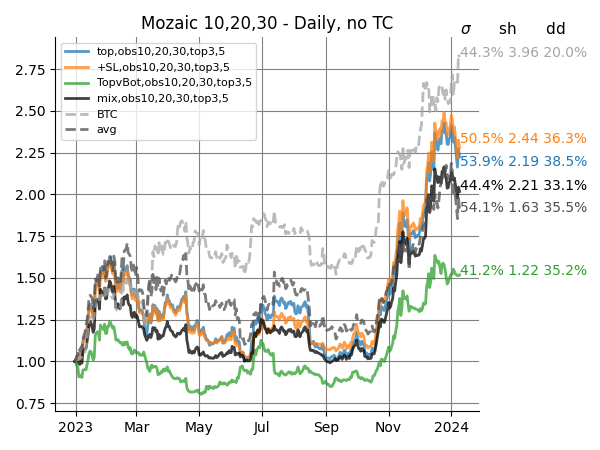 Mozaic 10,20,30 - Daily, no TC
σ sh dd
top,obs10,20,30,top3,5
+SL,obs10,20,30,top3,5
TopvBot,obs10,20,30,top3,5
mix,obs10,20,30,top3,5
BTC
avg
44.3% 3.96 20.0%
50.5% 2.44 36.3%
53.9% 2.19 38.5%
44.4% 2.21 33.1%
54.1% 1.63 35.5%
41.2% 1.22 35.2%
2.75
2.50
2.25
2.00
1.75
1.50
1.25
1.00
0.75
2023 Mar May Jul Sep Nov 2024